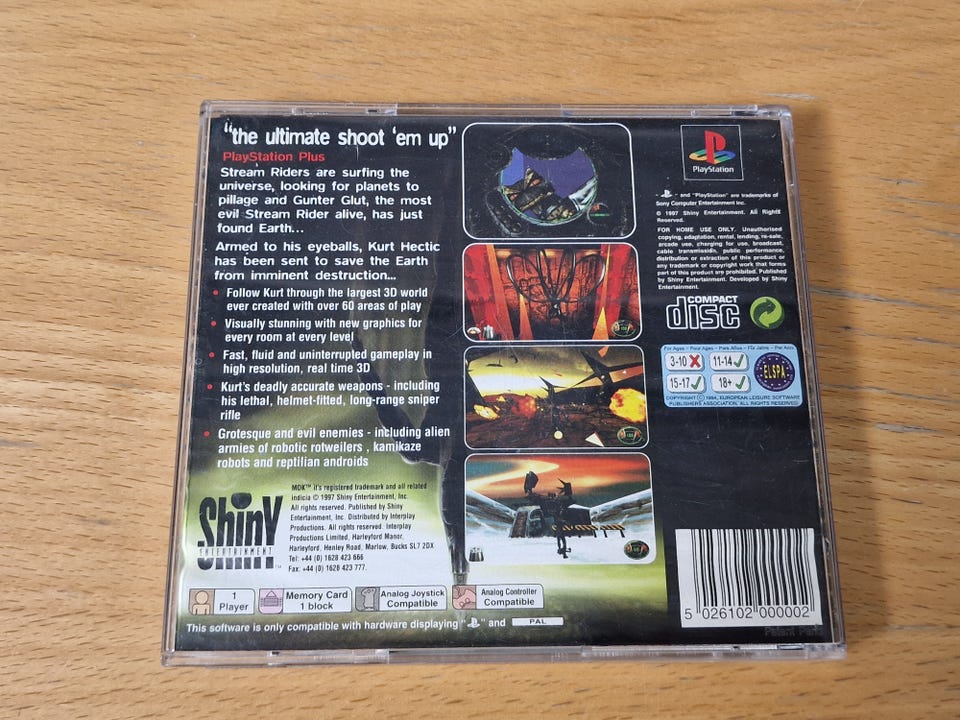 "the ultimate shoot 'em up"
PlayStation Plus
Stream Riders are surfing the
universe, looking for planets to
pillage and Gunter Glut, the most
evil Stream Rider alive, has just
found Earth...
Armed to his eyeballs, Kurt Hectic
has been sent to save the Earth
from imminent destruction...
• Follow Kurt through the largest 3D world
ever created with over 60 areas of play
• Visually stunning with new graphics for
every room at every level
• Fast, fluid and uninterrupted gameplay in
high resolution, real time 3D
• Kurt's deadly accurate weapons - including
his lethal, helmet-fitted, long-range sniper
rifle
• Grotesque and evil enemies - including alien
armies of robotic rotweilers , kamikaze
robots and reptilian androids
Shiny
ENTERTAINMENT
TM
MDK™ it's registered trademark and all related
indicia © 1997 Shiny Entertainment, Inc.
All rights reserved. Published by Shiny
Entertainment, Inc. Distributed by Interplay
Productions. All rights reserved. Interplay
Productions Limited, Harleyford Manor,
Harleyford, Henley Road, Marlow, Bucks SL7 2DX
Tel: +44 (0) 1628 423 666
Fax: +44 (0) 1628 423 777.
1
Player
Memory Card
1 block
Analog Joystick
Compatible
Analog Controller
Compatible
This software is only compatible with hardware displaying " " and PAL
PlayStation
" " and "PlayStation" are trademarks of
Sony Computer Entertainment Inc.
© 1997 Shiny Entertainment. All Rights
Reserved.
FOR HOME USE ONLY. Unauthorised
copying, adaptation, rental, lending, re-sale,
arcade use, charging for use, broadcast,
cable transmission, public performance,
distribution or extraction of this product or
any trademark or copyright work that forms
part of this product are prohibited. Published
by Shiny Entertainment. Developed by Shiny
Entertainment.
COMPACT
disc
For Ages - Pour Ages - Para Años - Für Jahre - Per Anni
3-10
11-14
15-17
18+
ELSPA
COPYRIGHT © 1994, EUROPEAN LEISURE SOFTWARE
PUBLISHERS ASSOCIATION, ALL RIGHTS RESERVED
5 026102 000002